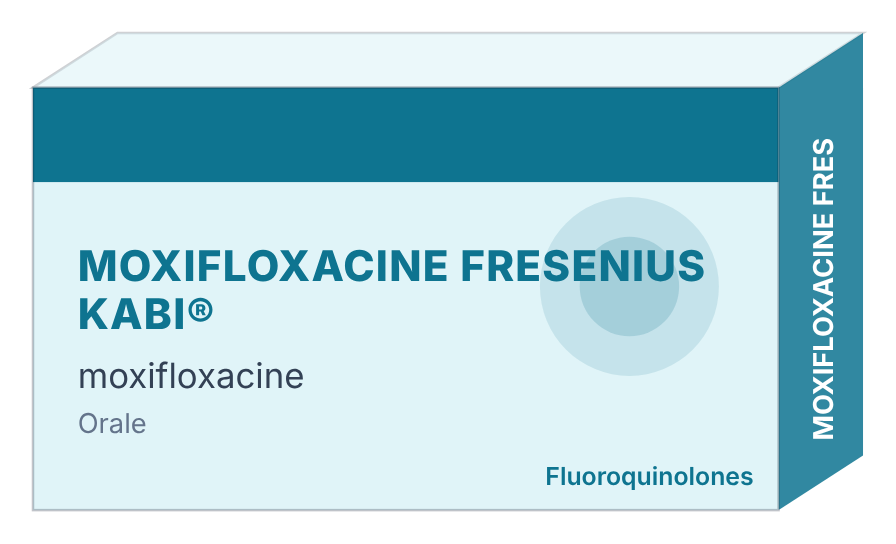 MOXIFLOXACINE FRESENIUS
KABI®
moxifloxacine
Orale
Fluoroquinolones
MOXIFLOXACINE FRES